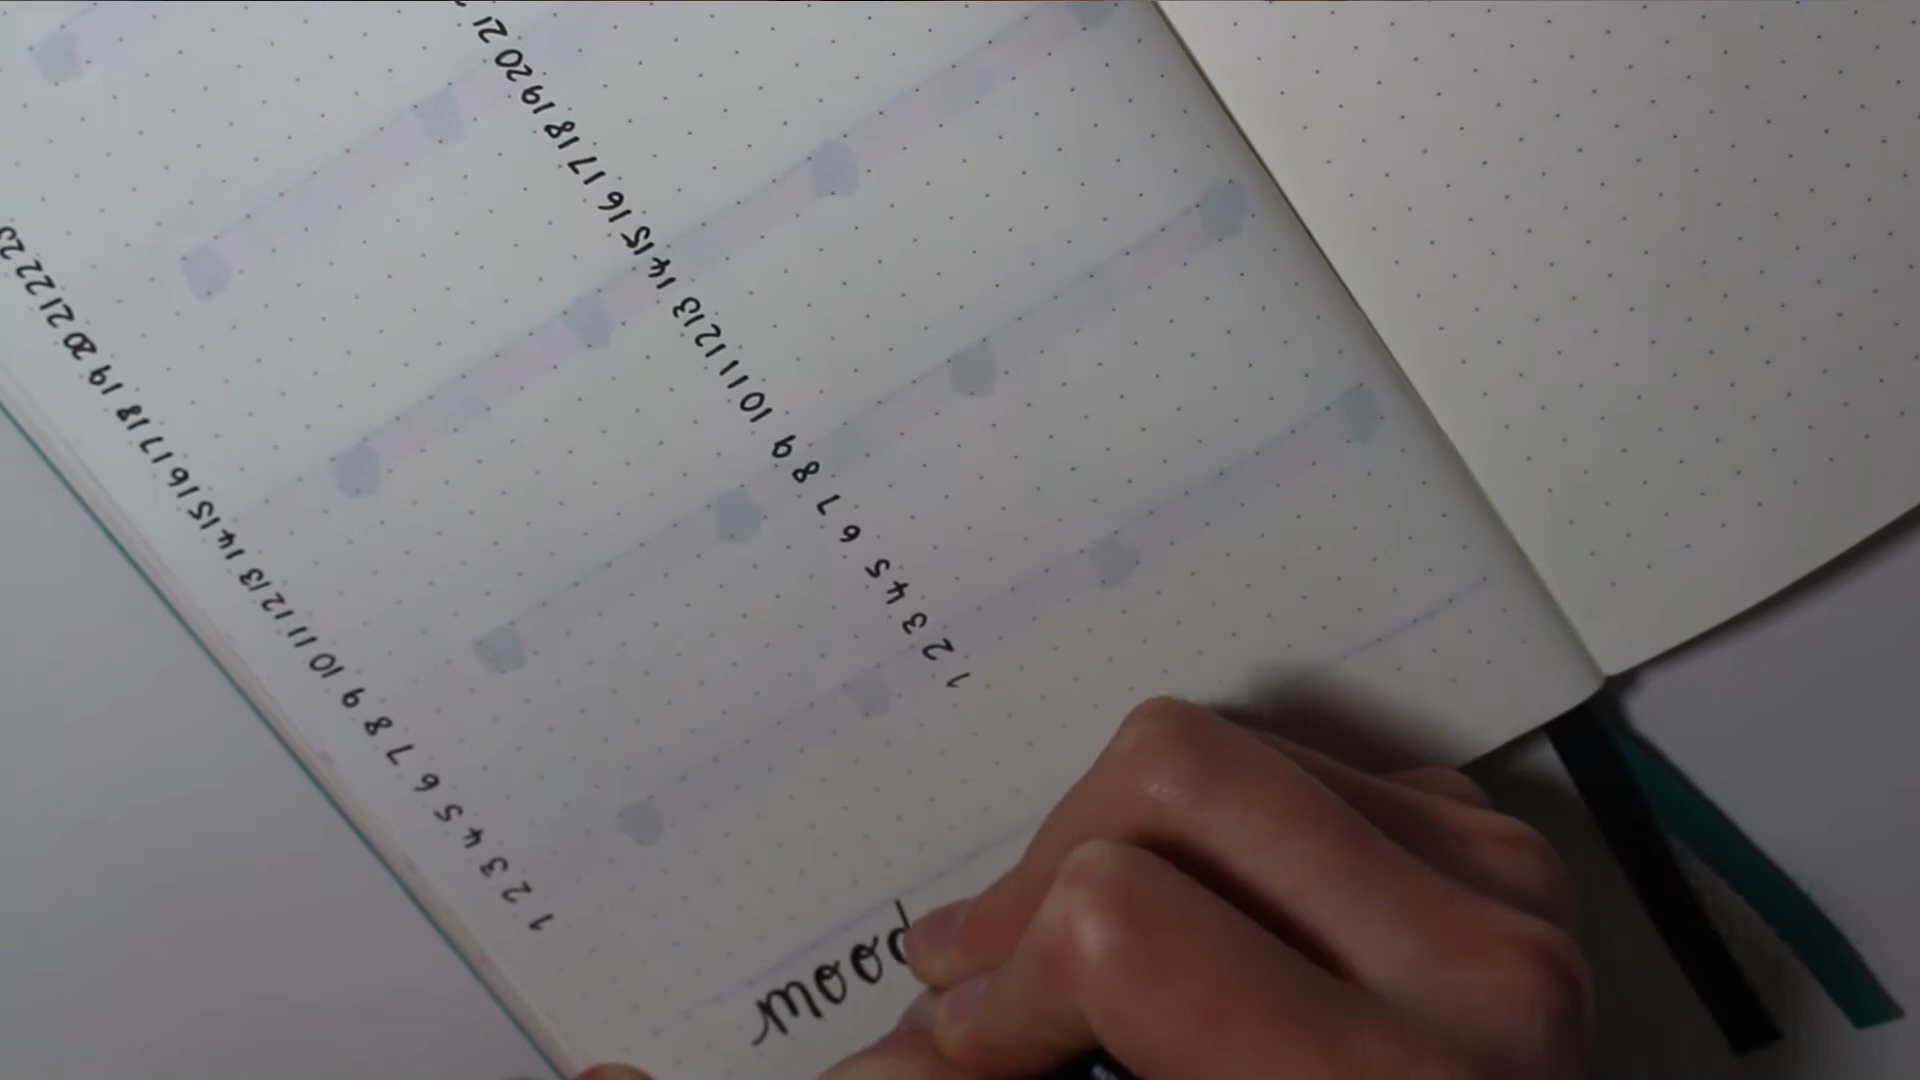 mood
1 2 3 4 5 6 7 8 9 10 11 12 13 14 15 16 17 18 19 20 21 22 23
1 2 3 4 5 6 7 8 9 10 11 12 13 14 15 16 17 18 19 20 21